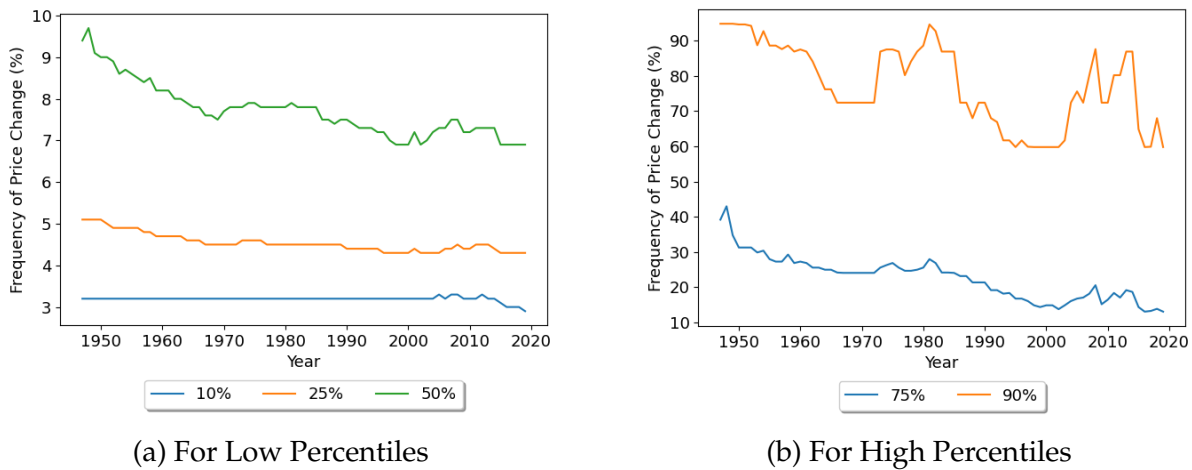 Frequency of Price Change (%)
10
9
8
7
6
5
4
3
1950 1960 1970 1980 1990 2000 2010 2020
Year
10% 25% 50%
(a) For Low Percentiles
Frequency of Price Change (%)
90
80
70
60
50
40
30
20
10
1950 1960 1970 1980 1990 2000 2010 2020
Year
75% 90%
(b) For High Percentiles